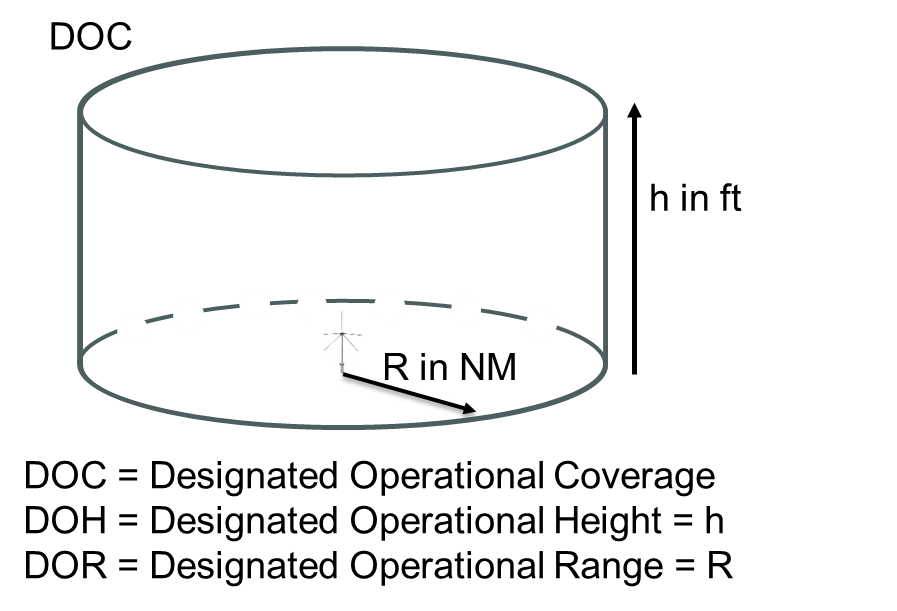 DOC
h in ft
R in NM
DOC = Designated Operational Coverage
DOH = Designated Operational Height = h
DOR = Designated Operational Range = R